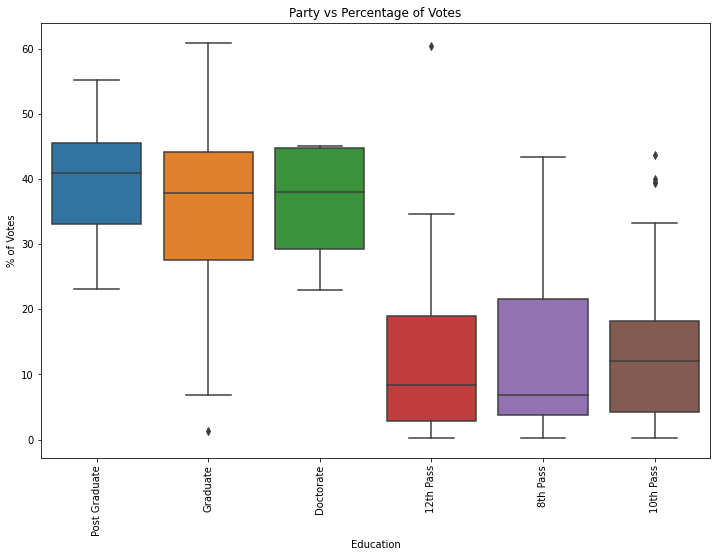 Party vs Percentage of Votes
60
50
40
30
20
10
0
% of Votes
Post Graduate
Graduate
Doctorate
12th Pass
8th Pass
10th Pass
Education